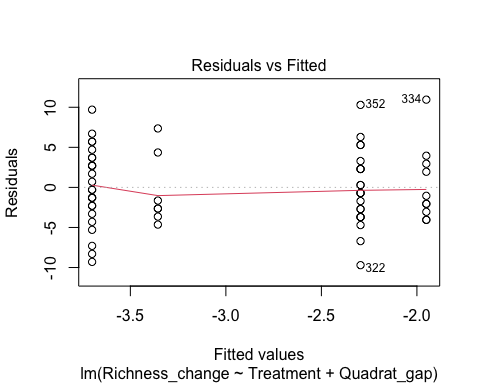 Residuals vs Fitted
Residuals
10
5
0
-5
-10
352
334
322
-3.5 -3.0 -2.5 -2.0
Fitted values
lm(Richness_change ~ Treatment + Quadrat_gap)